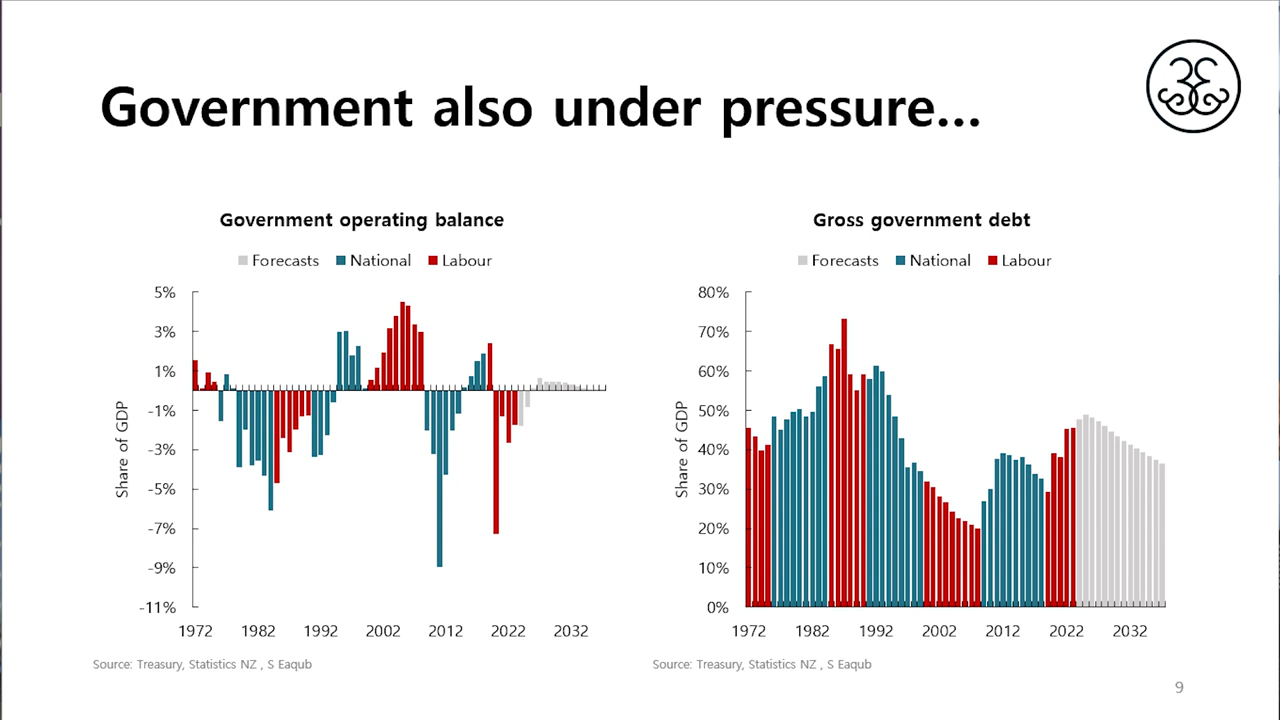 Government also under pressure...
Government operating balance
Forecasts National Labour
5%
3%
1%
-1%
-3%
-5%
-7%
-9%
-11%
Share of GDP
1972 1982 1992 2002 2012 2022 2032
Source: Treasury, Statistics NZ , S Eaqub
Gross government debt
Forecasts National Labour
80%
70%
60%
50%
40%
30%
20%
10%
0%
Share of GDP
1972 1982 1992 2002 2012 2022 2032
Source: Treasury, Statistics NZ , S Eaqub
9